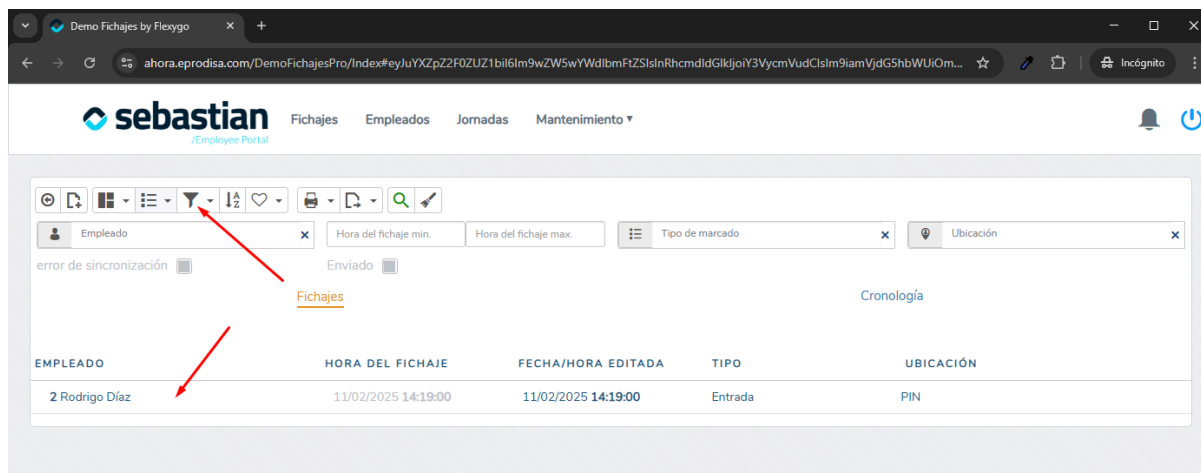 Demo Fichajes by Flexygo
ahora.eprodisa.com/DemoFichajesPro/Index#eyJuYXZpZ2F0ZUZ1biI6Im9wZW5wYWdlbmFtZSIsInRhcmdldGlkIjoiY3VycmVudCIsIm9iamVjdG5hbWUiOm...
Incógnito
sebastian
/Employee Portal
Fichajes Empleados Jornadas Mantenimiento
Empleado Hora del fichaje min. Hora del fichaje max. Tipo de marcado Ubicación
error de sincronización Enviado
Fichajes Cronología
EMPLEADO HORA DEL FICHAJE FECHA/HORA EDITADA TIPO UBICACIÓN
2 Rodrigo Díaz 11/02/2025 14:19:00 11/02/2025 14:19:00 Entrada PIN